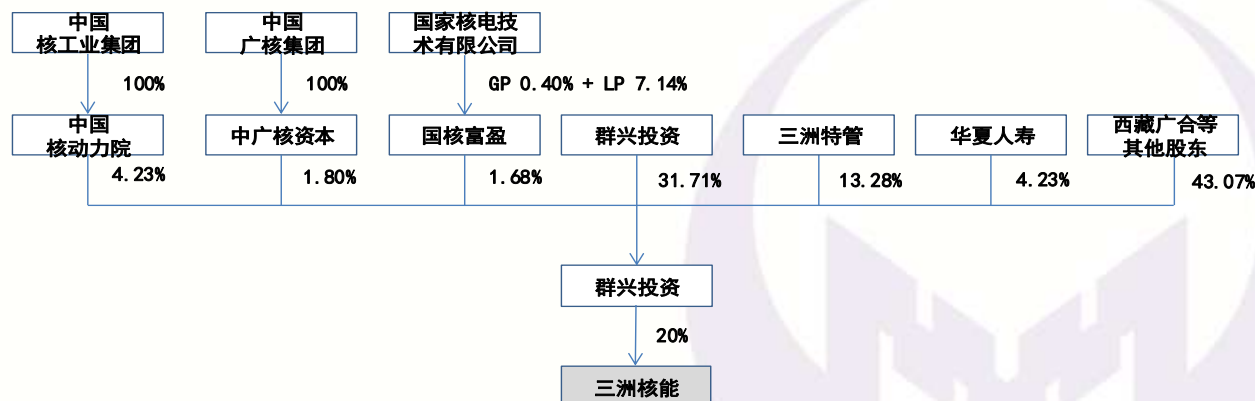 中国
核工业集团
中国
广核集团
国家核电技
术有限公司
100%
100%
GP 0.40% + LP 7.14%
中国
核动力院
中广核资本
国核富盈
群兴投资
三洲特管
华夏人寿
西藏广合等
其他股东
4.23%
1.80%
1.68%
31.71%
13.28%
4.23%
43.07%
群兴投资
20%
三洲核能